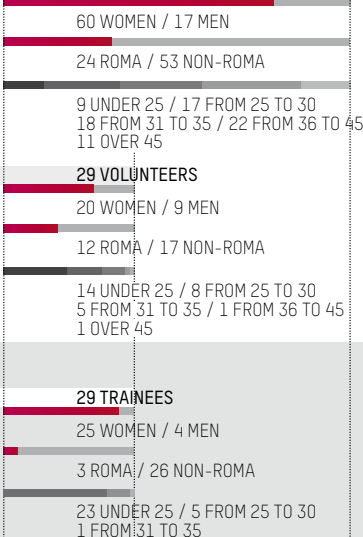 60 WOMEN / 17 MEN
24 ROMA / 53 NON-ROMA
9 UNDER 25 / 17 FROM 25 TO 30
18 FROM 31 TO 35 / 22 FROM 36 TO 45
11 OVER 45
29 VOLUNTEERS
20 WOMEN / 9 MEN
12 ROMA / 17 NON-ROMA
14 UNDER 25 / 8 FROM 25 TO 30
5 FROM 31 TO 35 / 1 FROM 36 TO 45
1 OVER 45
29 TRAINEES
25 WOMEN / 4 MEN
3 ROMA / 26 NON-ROMA
23 UNDER 25 / 5 FROM 25 TO 30
1 FROM 31 TO 35